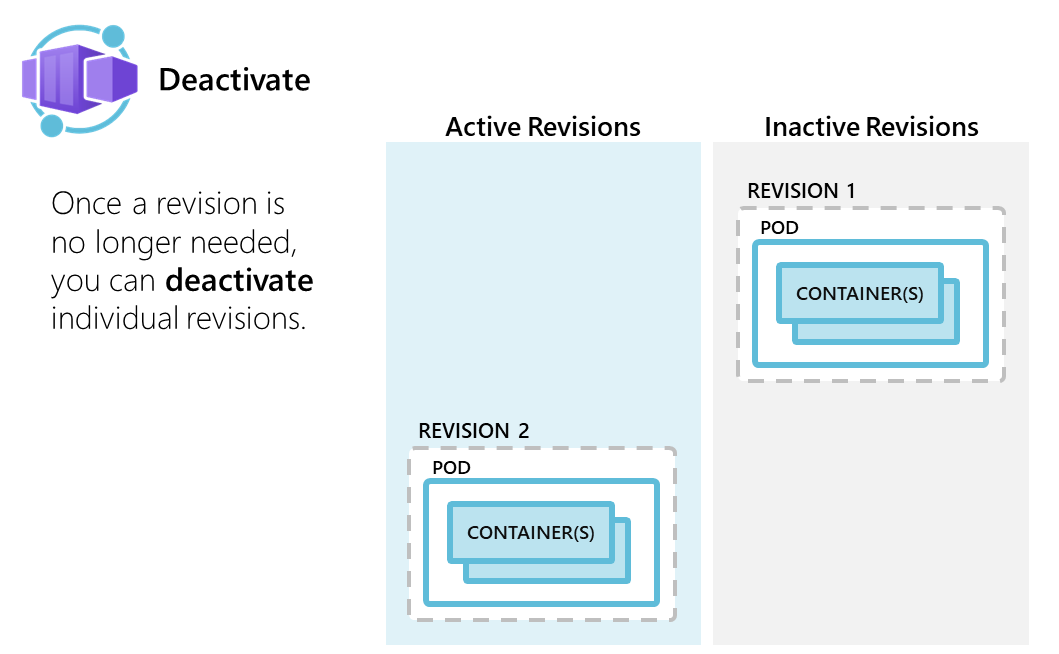 Deactivate
Once a revision is
no longer needed,
you can deactivate
individual revisions.
Active Revisions
REVISION 2
POD
CONTAINER(S)
Inactive Revisions
REVISION 1
POD
CONTAINER(S)